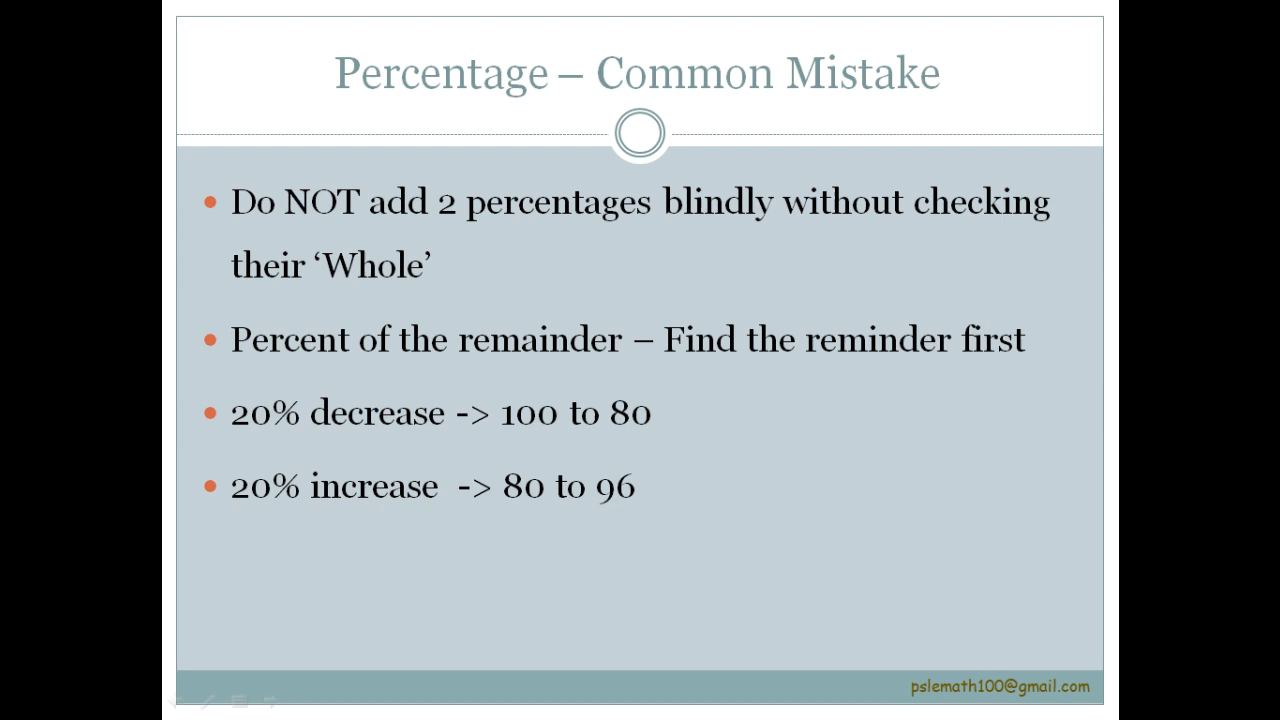 Percentage – Common Mistake
Do NOT add 2 percentages blindly without checking
their ‘Whole’
Percent of the remainder – Find the reminder first
20% decrease -> 100 to 80
20% increase -> 80 to 96
pslemath100@gmail.com